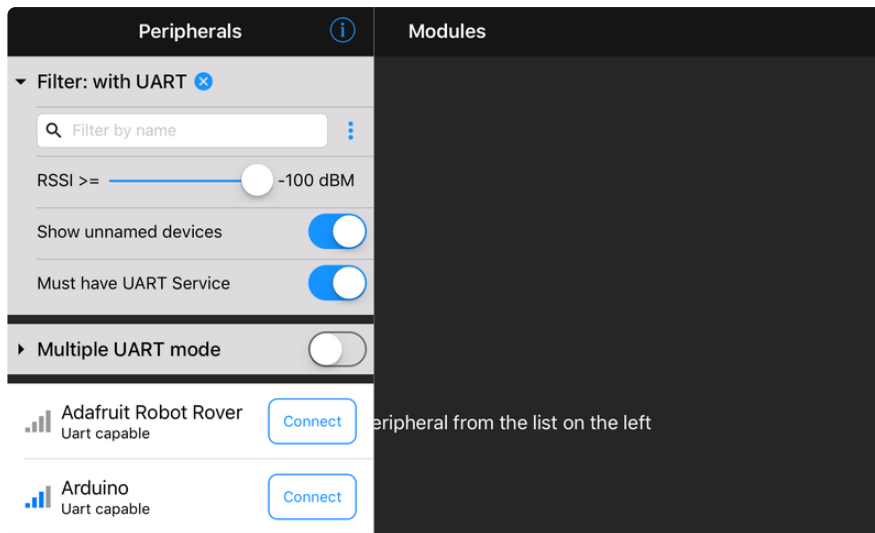 Peripherals
Modules
Filter: with UART
Filter by name
RSSI >= -100 dBM
Show unnamed devices
Must have UART Service
Multiple UART mode
Adafruit Robot Rover
Uart capable
Connect
eripheral from the list on the left
Arduino
Uart capable
Connect